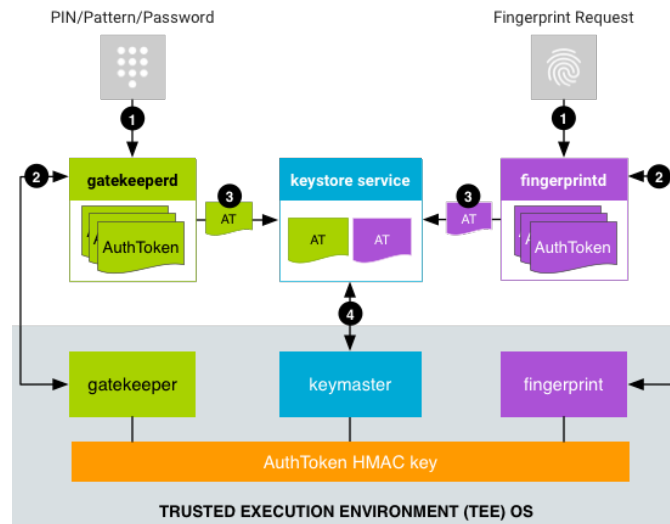 PIN/Pattern/Password
Fingerprint Request
1
1
2
gatekeeperd
3
keystore service
3
fingerprintd
2
AT
AT
AT
AT
AuthToken
AuthToken
4
gatekeeper
keymaster
fingerprint
AuthToken HMAC key
TRUSTED EXECUTION ENVIRONMENT (TEE) OS